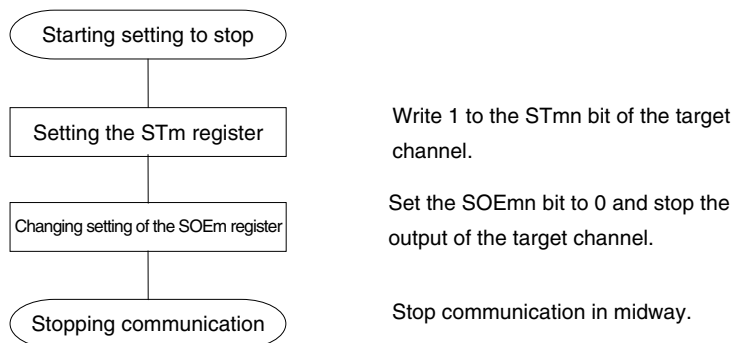 Starting setting to stop
Setting the STm register
Write 1 to the STmn bit of the target
channel.
Changing setting of the SOEm register
Set the SOEmn bit to 0 and stop the
output of the target channel.
Stopping communication
Stop communication in midway.